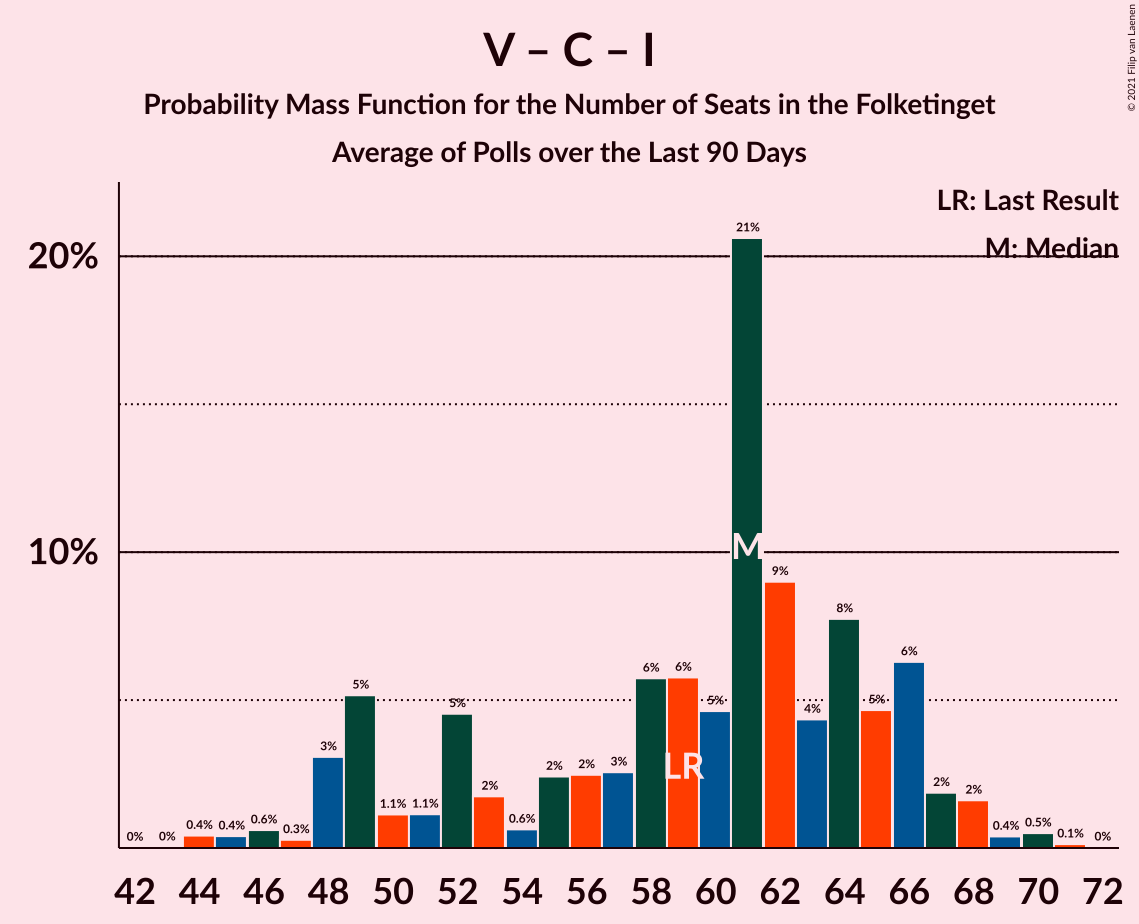 V – C – I
Probability Mass Function for the Number of Seats in the Folketinget
Average of Polls over the Last 90 Days
© 2021 Filip van Laenen
LR: Last Result
M: Median
20%
10%
0% 0% 0.4% 0.4% 0.6% 0.3% 3% 5% 1.1% 1.1% 5% 2% 0.6% 2% 2% 3% 6% 6% 5% 21% 9% 4% 8% 5% 6% 2% 2% 0.4% 0.5% 0.1% 0%
M
LR
42 44 46 48 50 52 54 56 58 60 62 64 66 68 70 72